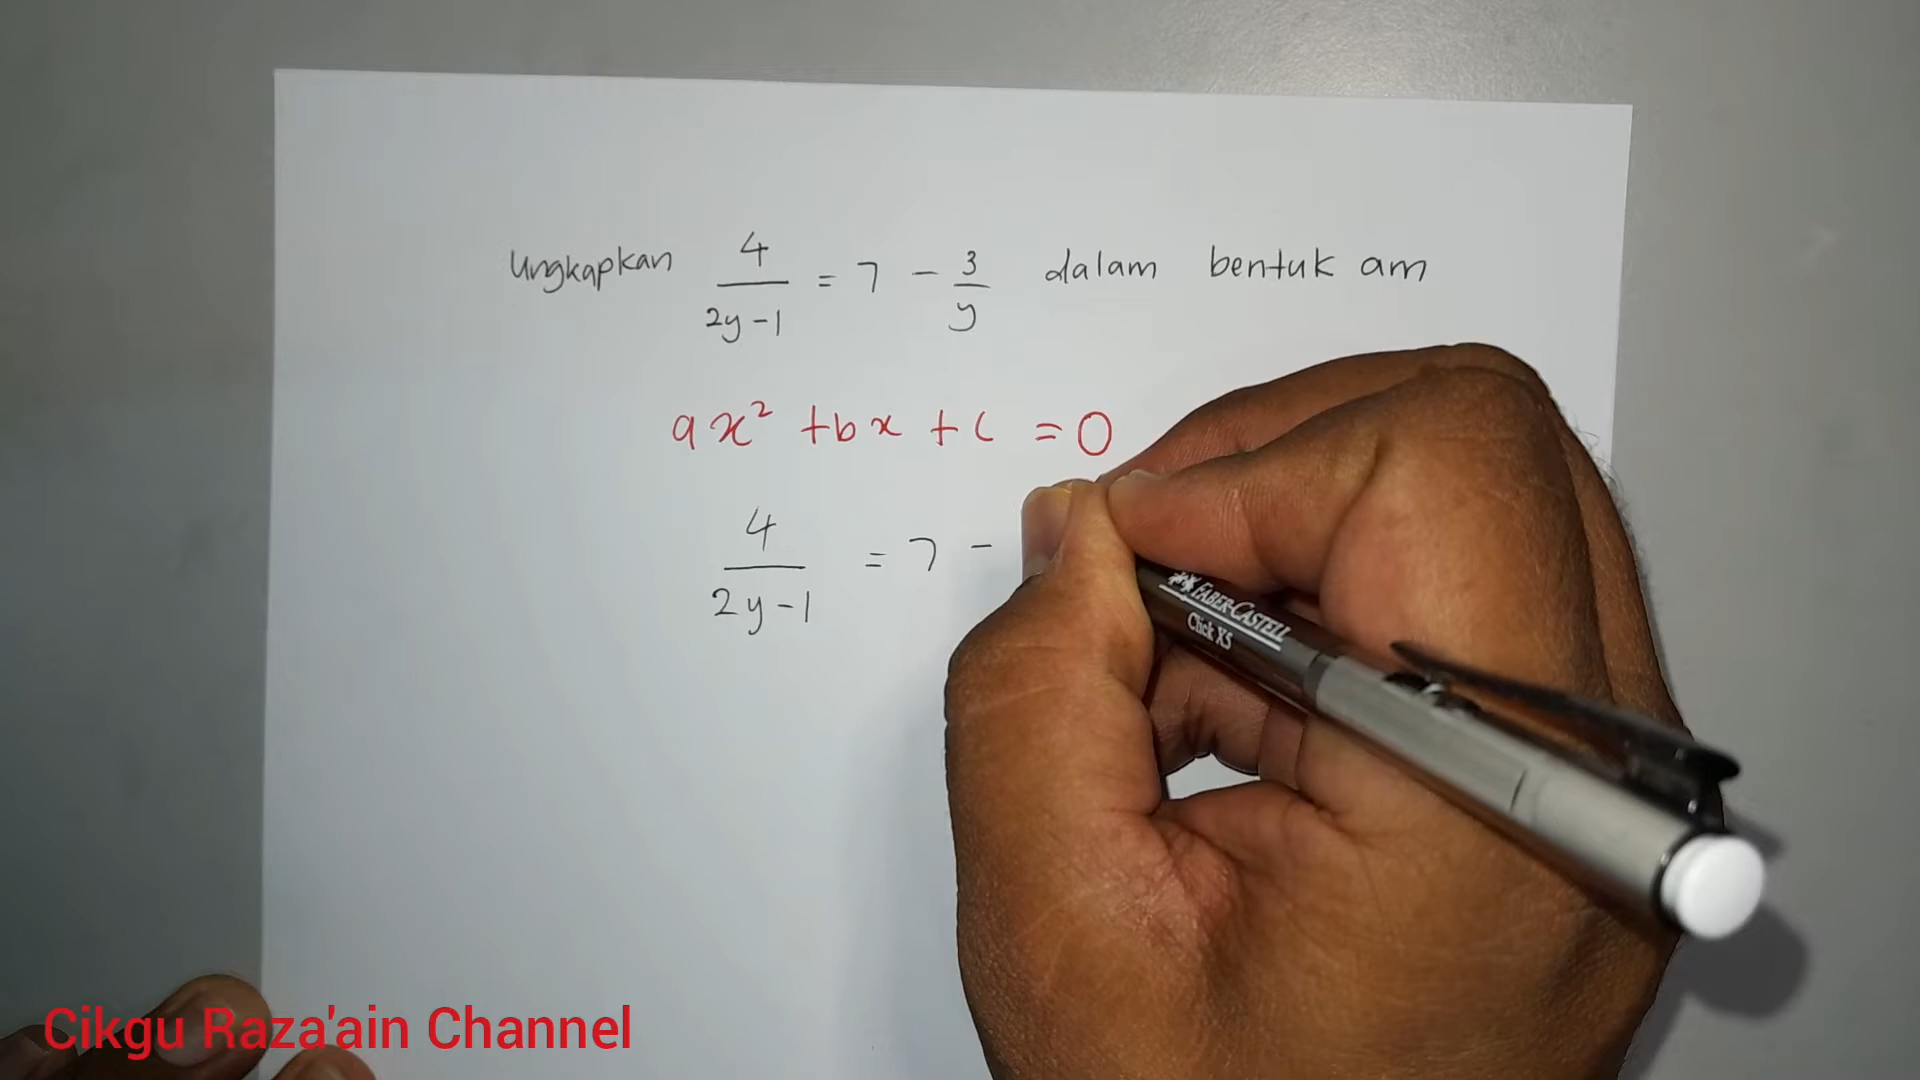 Ungkapkan 4/(2y-1) = 7 - 3/y dalam bentuk am
ax² + bx + c = 0
4/(2y-1) = 7 -
FABER-CASTELL
Click X5
Cikgu Raza'ain Channel